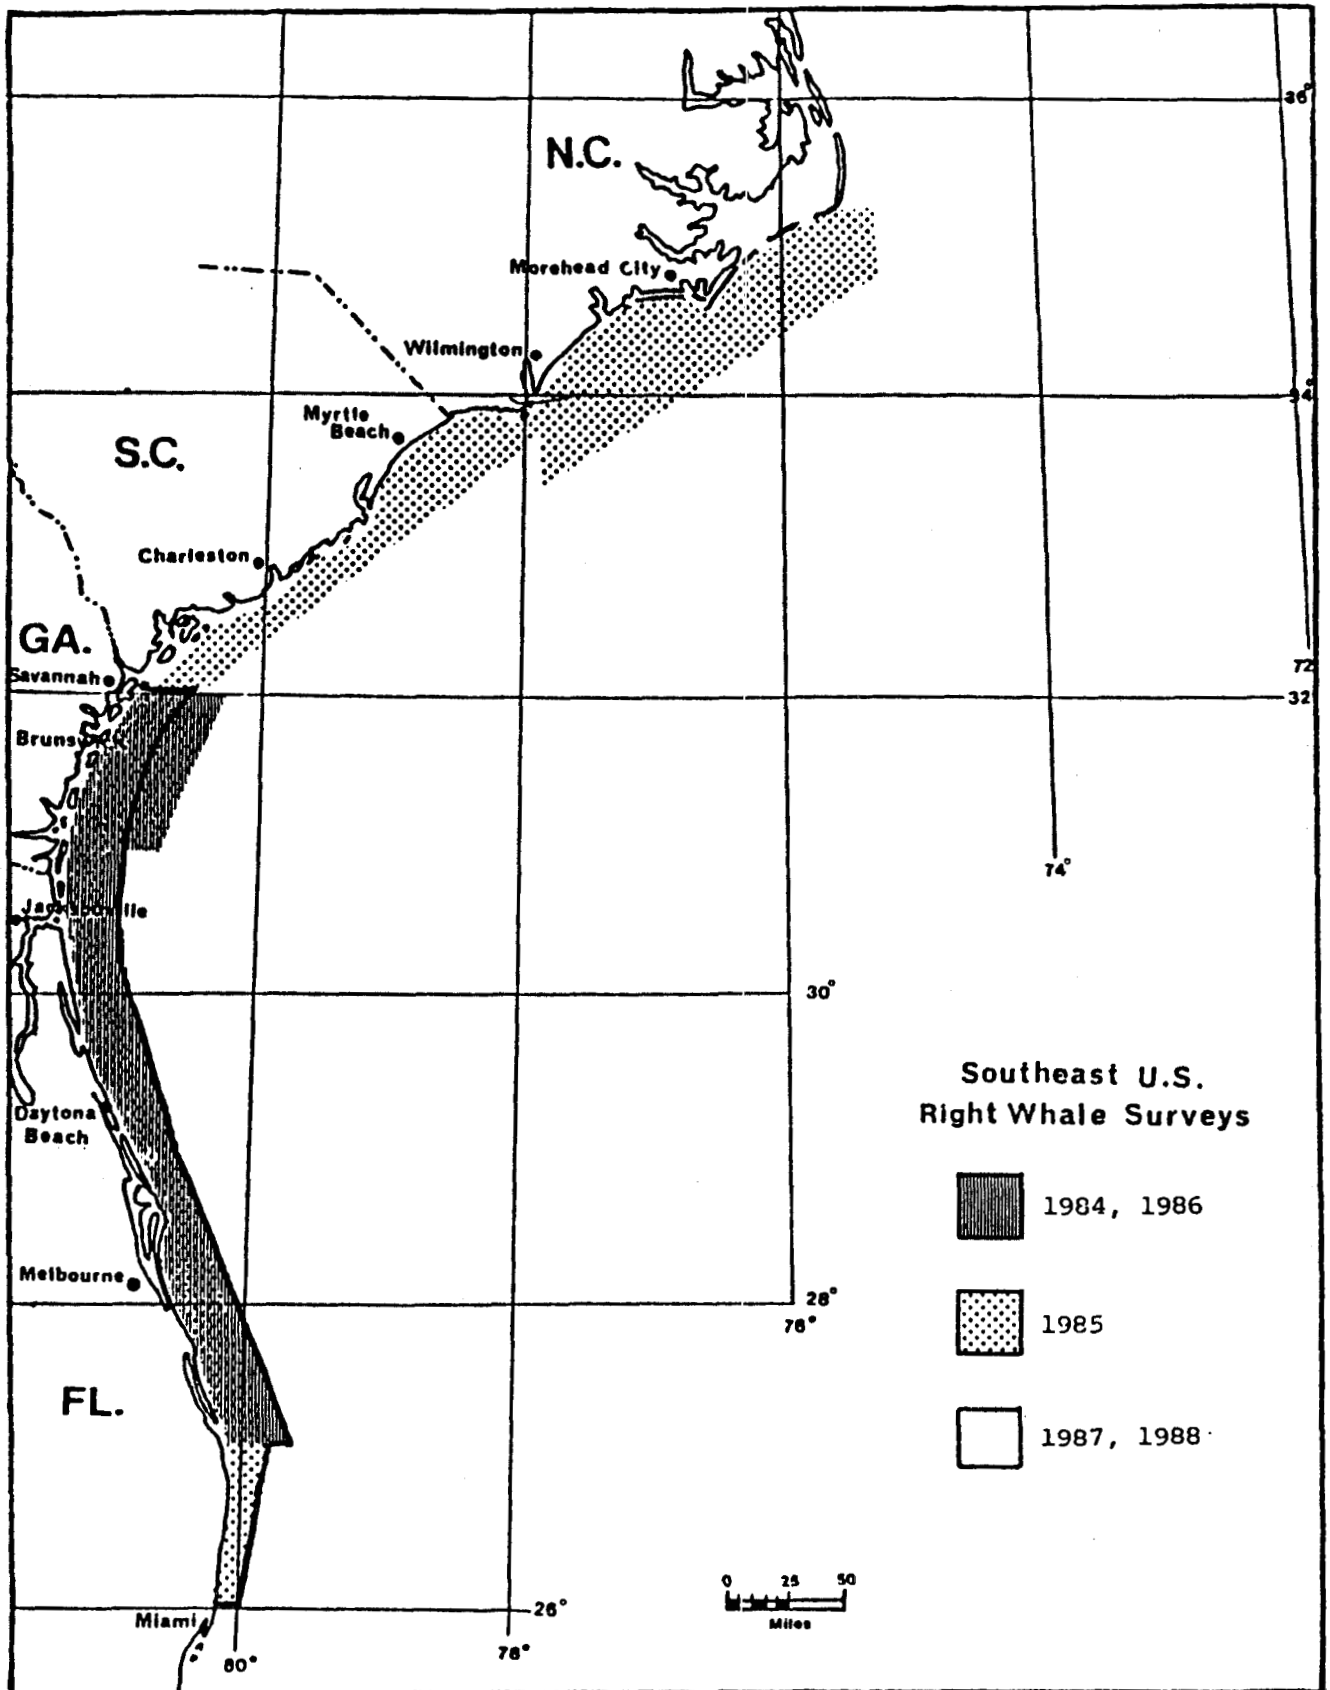 36°
N.C.
Morehead City
Wilmington
34°
Myrtle
Beach
S.C.
Charleston
GA.
Savannah
72
32
74°
30°
Daytona
Beach
Southeast U.S.
Right Whale Surveys
1984, 1986
Melbourne
28°
76°
1985
FL.
1987, 1988
0 25 50
Miles
26°
Miami
78°
80°